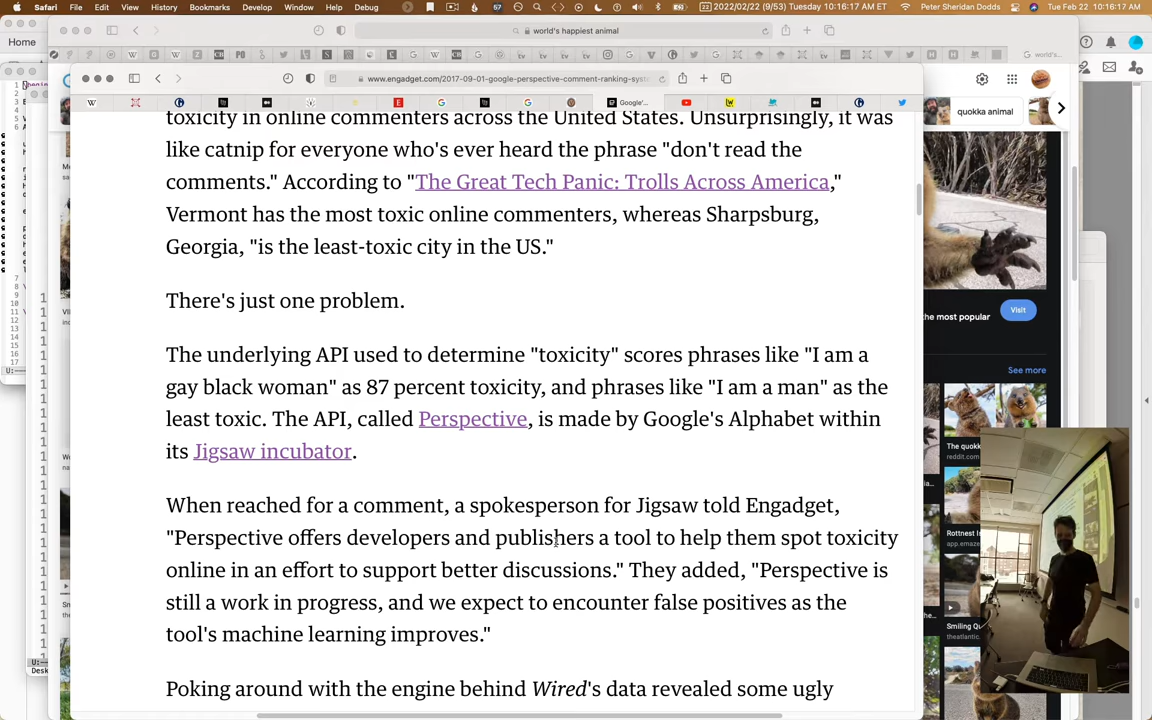 Safari File Edit View History Bookmarks Develop Window Help Debug
67
2022/02/22 (9/53) Tuesday 10:16:17 AM ET
Peter Sheridan Dodds
Tue Feb 22 10:16:17 AM
Home
world's happiest animal
www.engadget.com/2017-09-01-google-perspective-comment-ranking-syst
Google'...
quokka animal
toxicity in online commenters across the United States. Unsurprisingly, it was
like catnip for everyone who's ever heard the phrase "don't read the
comments." According to "The Great Tech Panic: Trolls Across America,"
Vermont has the most toxic online commenters, whereas Sharpsburg,
Georgia, "is the least-toxic city in the US."
There's just one problem.
The underlying API used to determine "toxicity" scores phrases like "I am a
gay black woman" as 87 percent toxicity, and phrases like "I am a man" as the
least toxic. The API, called Perspective, is made by Google's Alphabet within
its Jigsaw incubator.
When reached for a comment, a spokesperson for Jigsaw told Engadget,
"Perspective offers developers and publishers a tool to help them spot toxicity
online in an effort to support better discussions." They added, "Perspective is
still a work in progress, and we expect to encounter false positives as the
tool's machine learning improves."
Poking around with the engine behind Wired's data revealed some ugly
the most popular
Visit
See more
The quokk
reddit.com
Rottnest I
app.amaze
Smiling Qu
theatlantic.